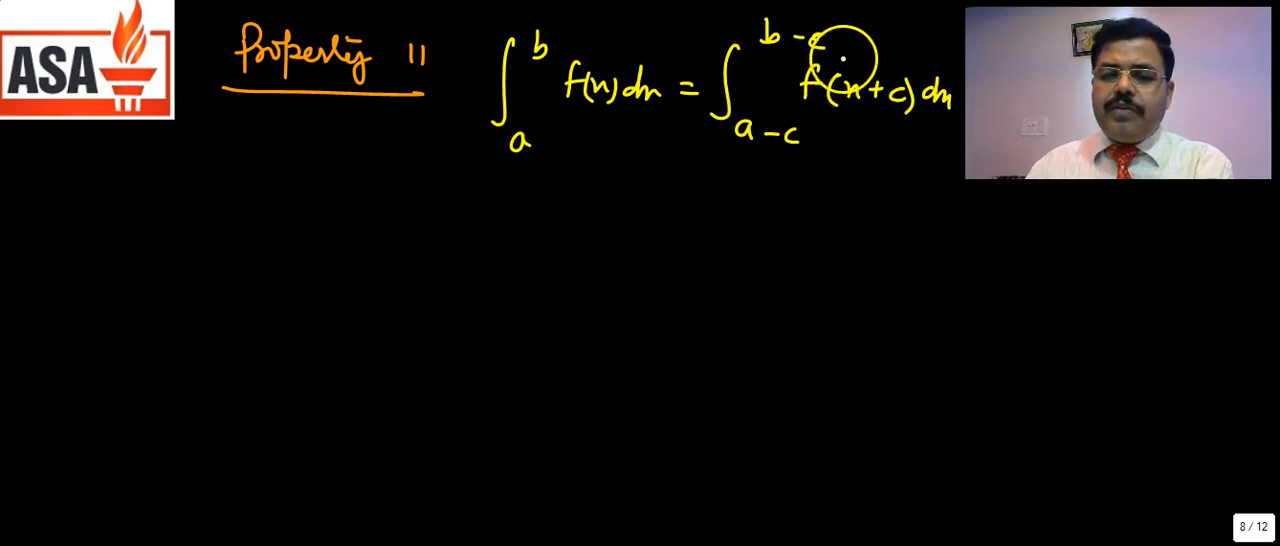 ASA
Property 11
∫_a^b f(x)dx = ∫_{a-c}^{b-c} f(x+c)dx
8 / 12